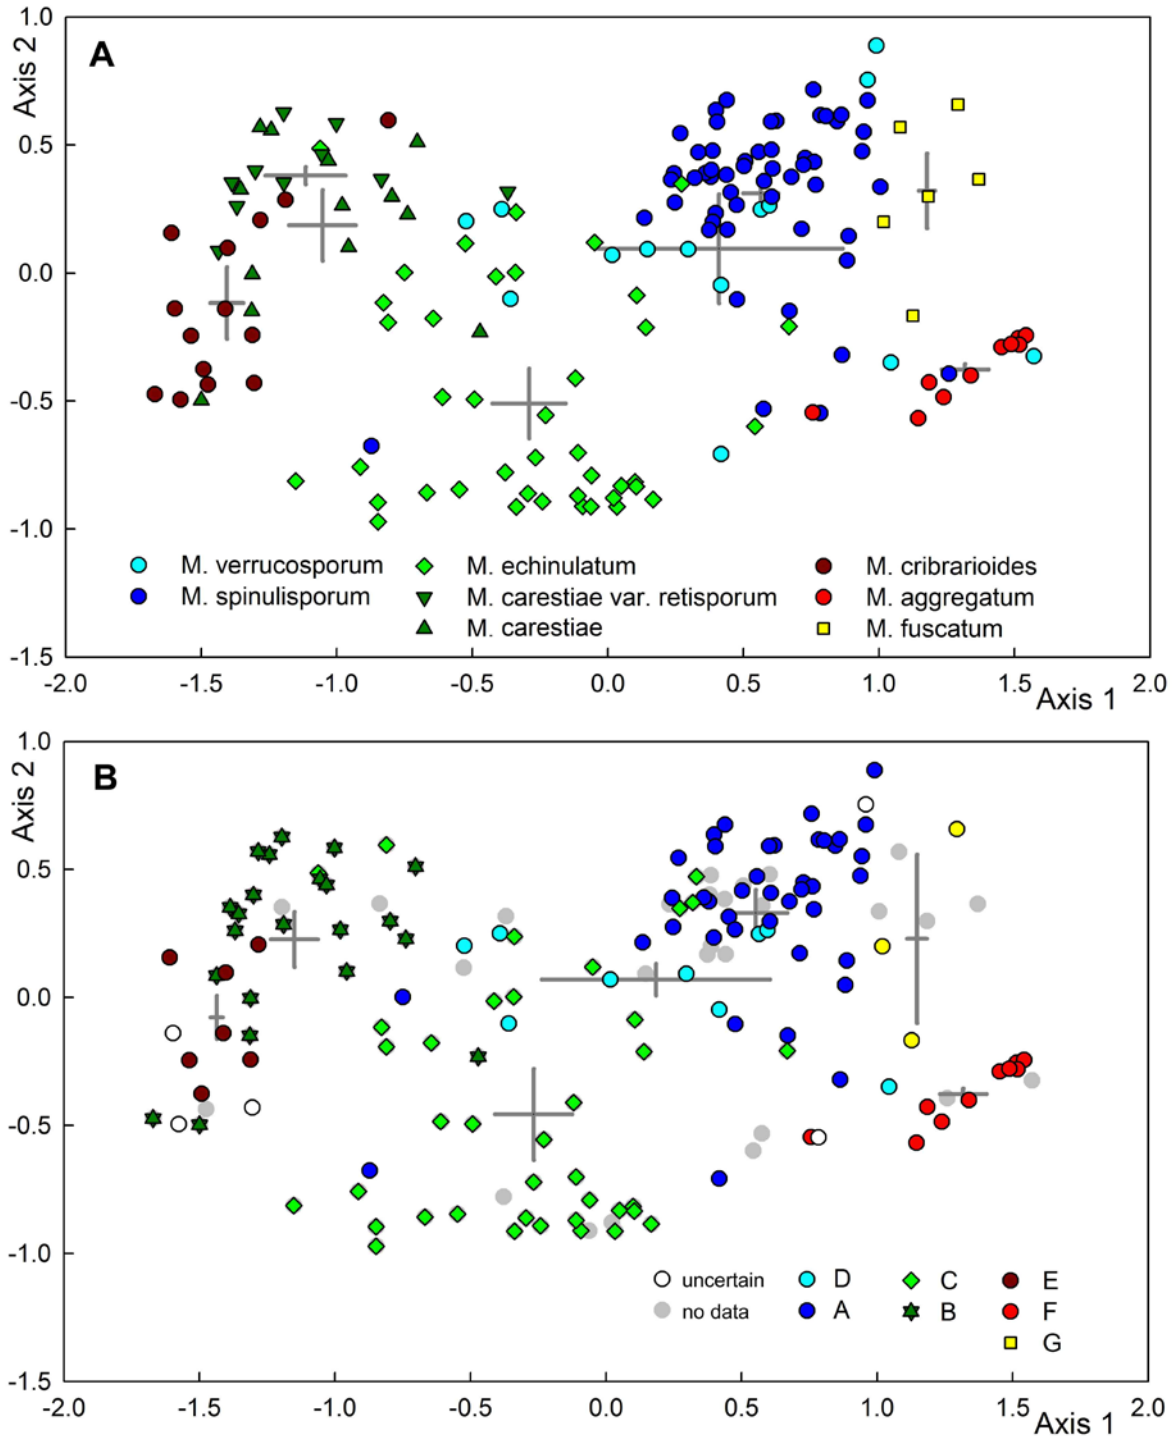 1.0
A
Axis 2
0.5
0.0
-0.5
-1.0
M. verrucosporum M. echinulatum M. cribrarioides
M. spinulisporum M. carestiae var. retisporum M. aggregatum
M. carestiae M. fuscatum
-1.5
-2.0 -1.5 -1.0 -0.5 0.0 0.5 1.0 1.5 2.0
Axis 1
1.0
B
Axis 2
0.5
0.0
-0.5
-1.0
uncertain D C E
no data A B F
G
-1.5
-2.0 -1.5 -1.0 -0.5 0.0 0.5 1.0 1.5 2.0
Axis 1